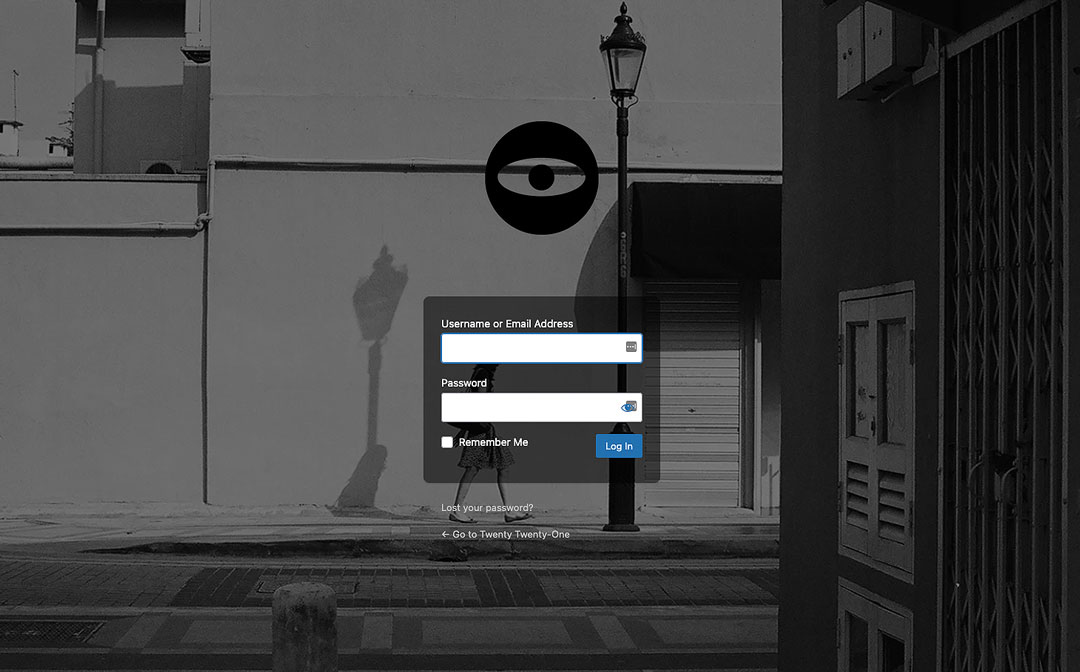 Username or Email Address
Password
Remember Me
Log In
Lost your password?
← Go to Twenty Twenty-One